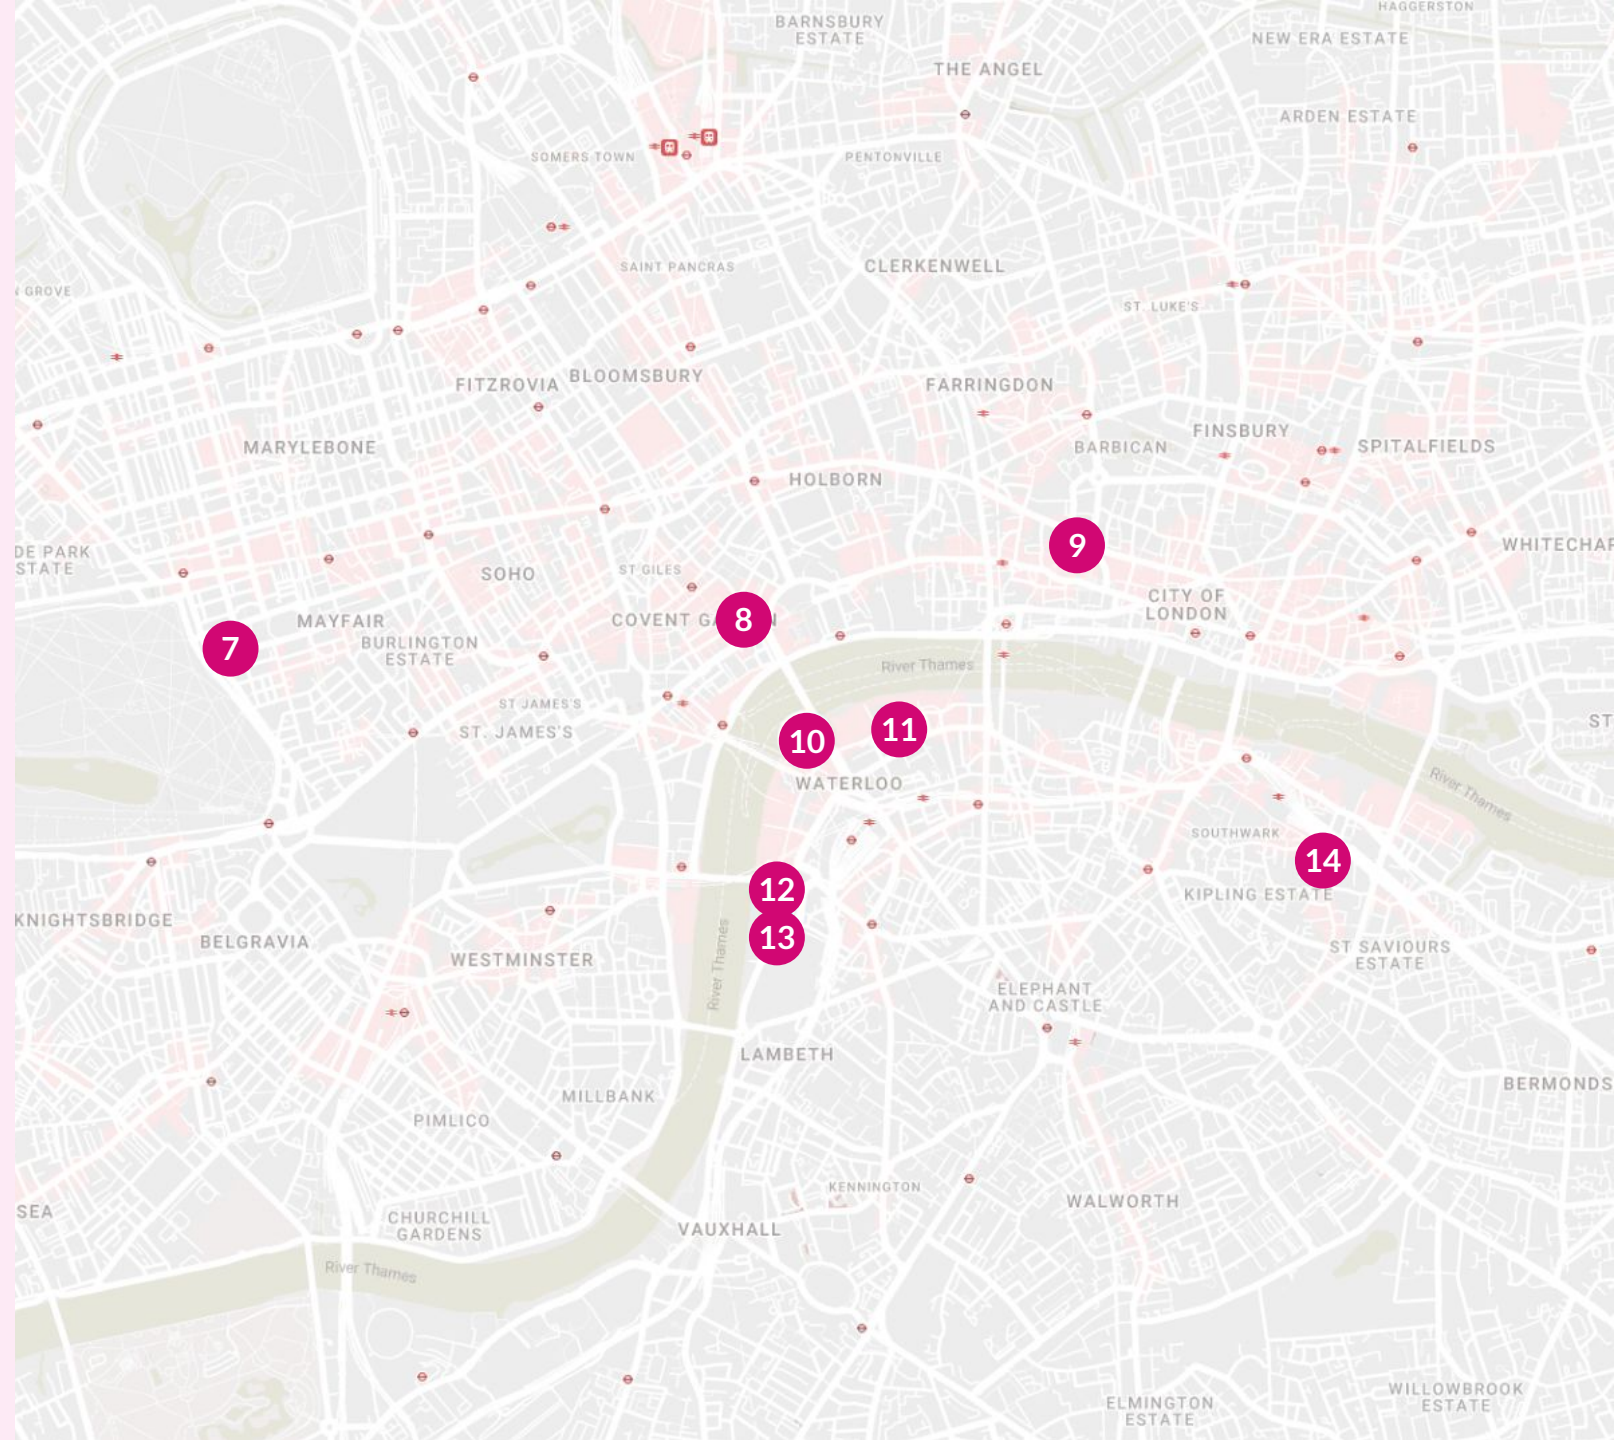 HAGGERSTON
BARNSBURY
ESTATE
NEW ERA ESTATE
THE ANGEL
ARDEN ESTATE
SOMERS TOWN
PENTONVILLE
SAINT PANCRAS
CLERKENWELL
GROVE
ST. LUKE'S
FITZROVIA
BLOOMSBURY
FARRINGDON
MARYLEBONE
FINSBURY
BARBICAN
SPITALFIELDS
HOLBORN
9
DE PARK
STATE
WHITECHAP
SOHO
ST GILES
CITY OF
LONDON
MAYFAIR
COVENT GA
N
8
7
BURLINGTON
ESTATE
River Thames
ST JAMES'S
ST. JAMES'S
10
11
ST
WATERLOO
River Thames
SOUTHWARK
14
KIPLING ESTATE
12
13
KNIGHTSBRIDGE
BELGRAVIA
WESTMINSTER
River Thames
ST SAVIOURS
ESTATE
ELEPHANT
AND CASTLE
LAMBETH
BERMONDS
MILLBANK
PIMLICO
KENNINGTON
WALWORTH
SEA
CHURCHILL
GARDENS
VAUXHALL
River Thames
ELMINGTON
ESTATE
WILLOWBROOK
ESTATE